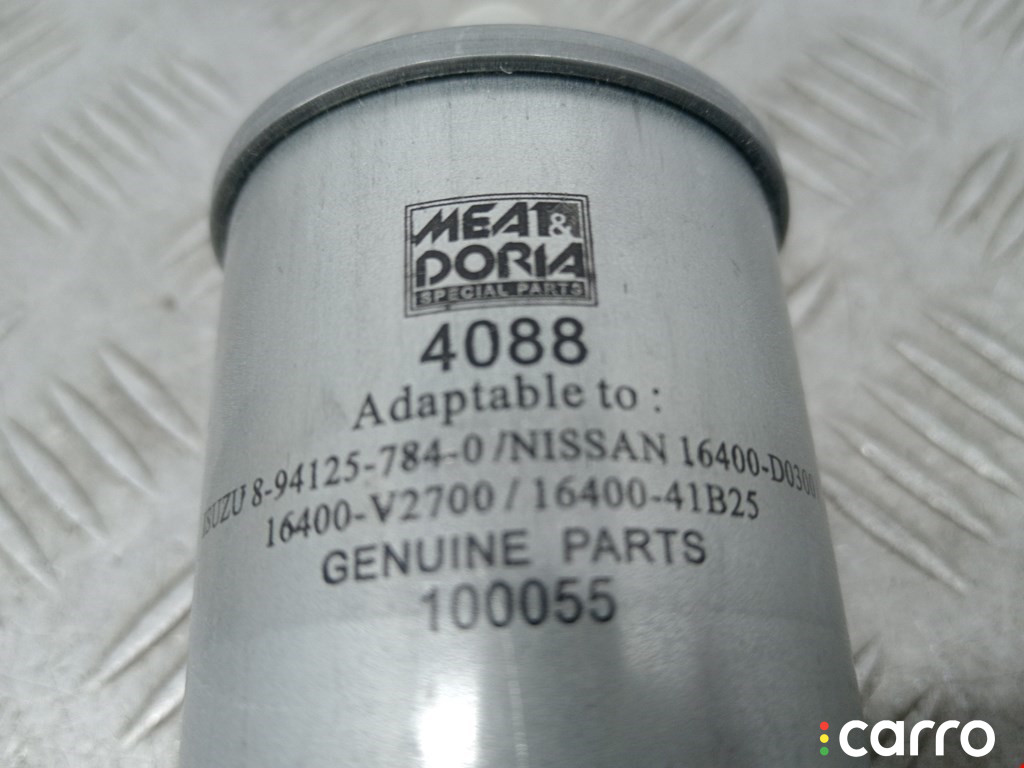 MEAT &
DORIA
SPECIAL PARTS
4088
Adaptable to :
ISUZU 8-94125-784-0 /NISSAN 16400-D0300
16400-V2700 / 16400-41B25
GENUINE PARTS
100055
carro